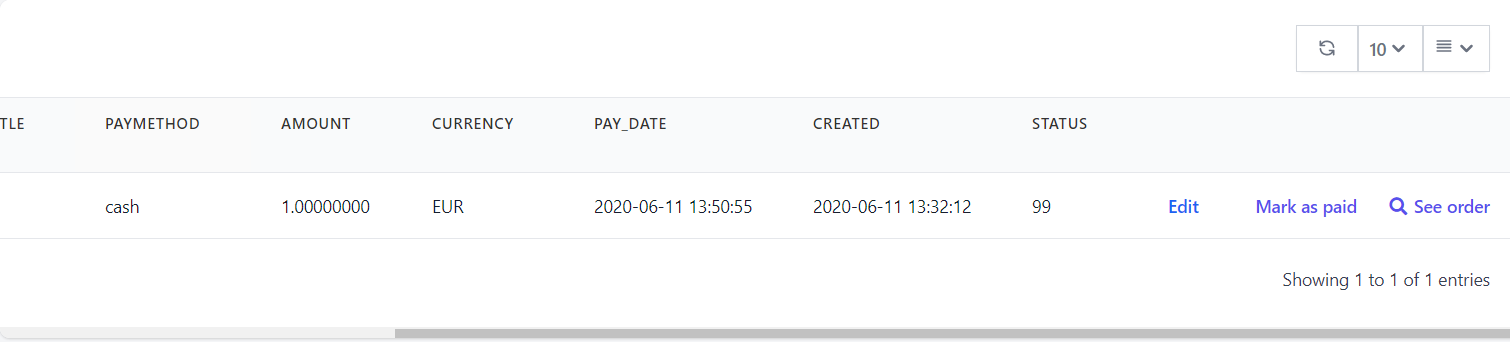 10
TLE PAYMETHOD AMOUNT CURRENCY PAY_DATE CREATED STATUS
cash 1.00000000 EUR 2020-06-11 13:50:55 2020-06-11 13:32:12 99 Edit Mark as paid See order
Showing 1 to 1 of 1 entries